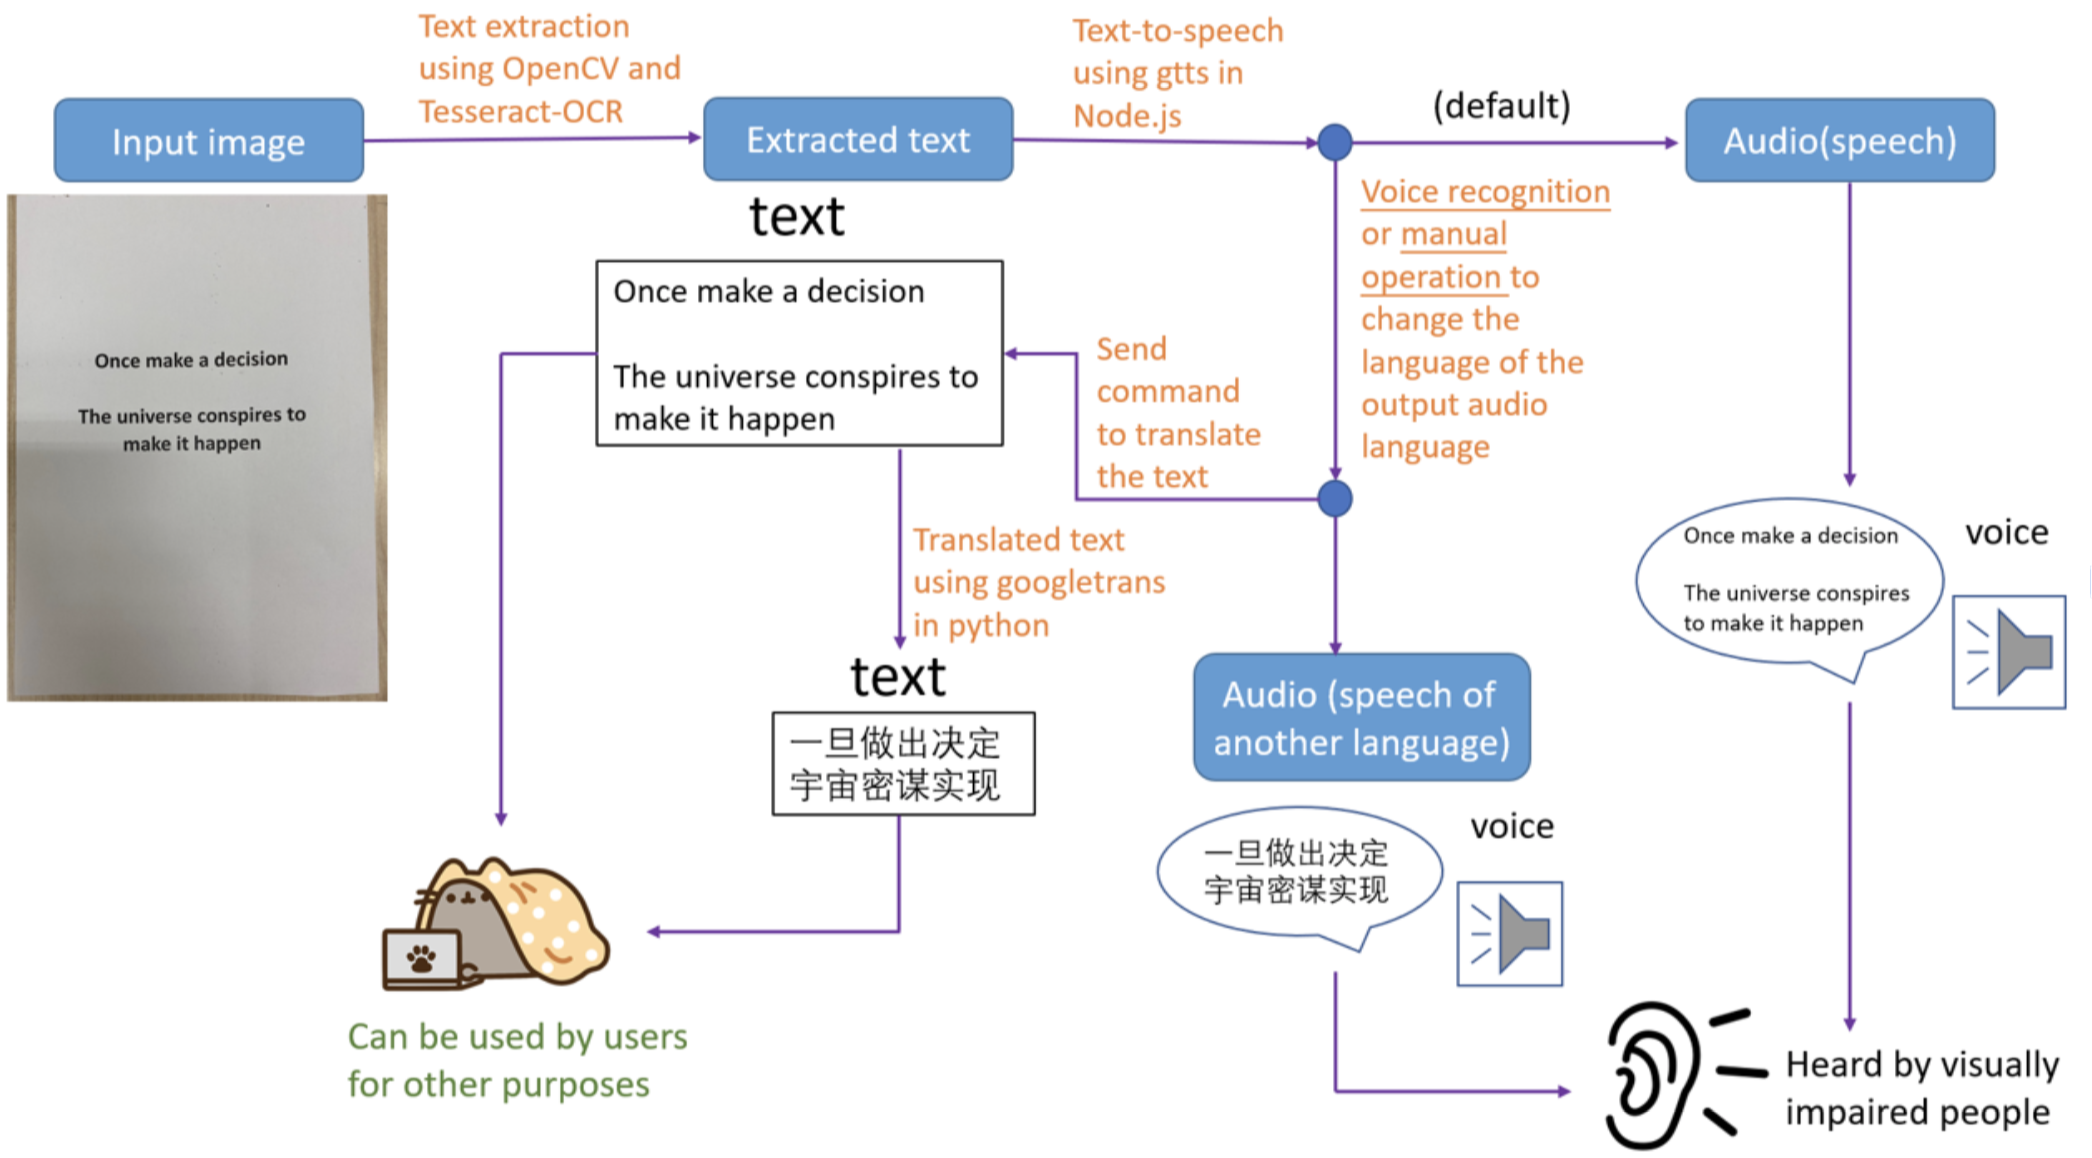 Text extraction
using OpenCV and
Tesseract-OCR
Text-to-speech
using gtts in
Node.js
(default)
Input image
Extracted text
Audio(speech)
text
Once make a decision
The universe conspires to
make it happen
Once make a decision
The universe conspires to
make it happen
Voice recognition
or manual
operation to
change the
language of the
output audio
language
Send
command
to translate
the text
Translated text
using googletrans
in python
text
一旦做出决定
宇宙密谋实现
Once make a decision
The universe conspires
to make it happen
voice
Audio (speech of
another language)
一旦做出决定
宇宙密谋实现
voice
Can be used by users
for other purposes
Heard by visually
impaired people